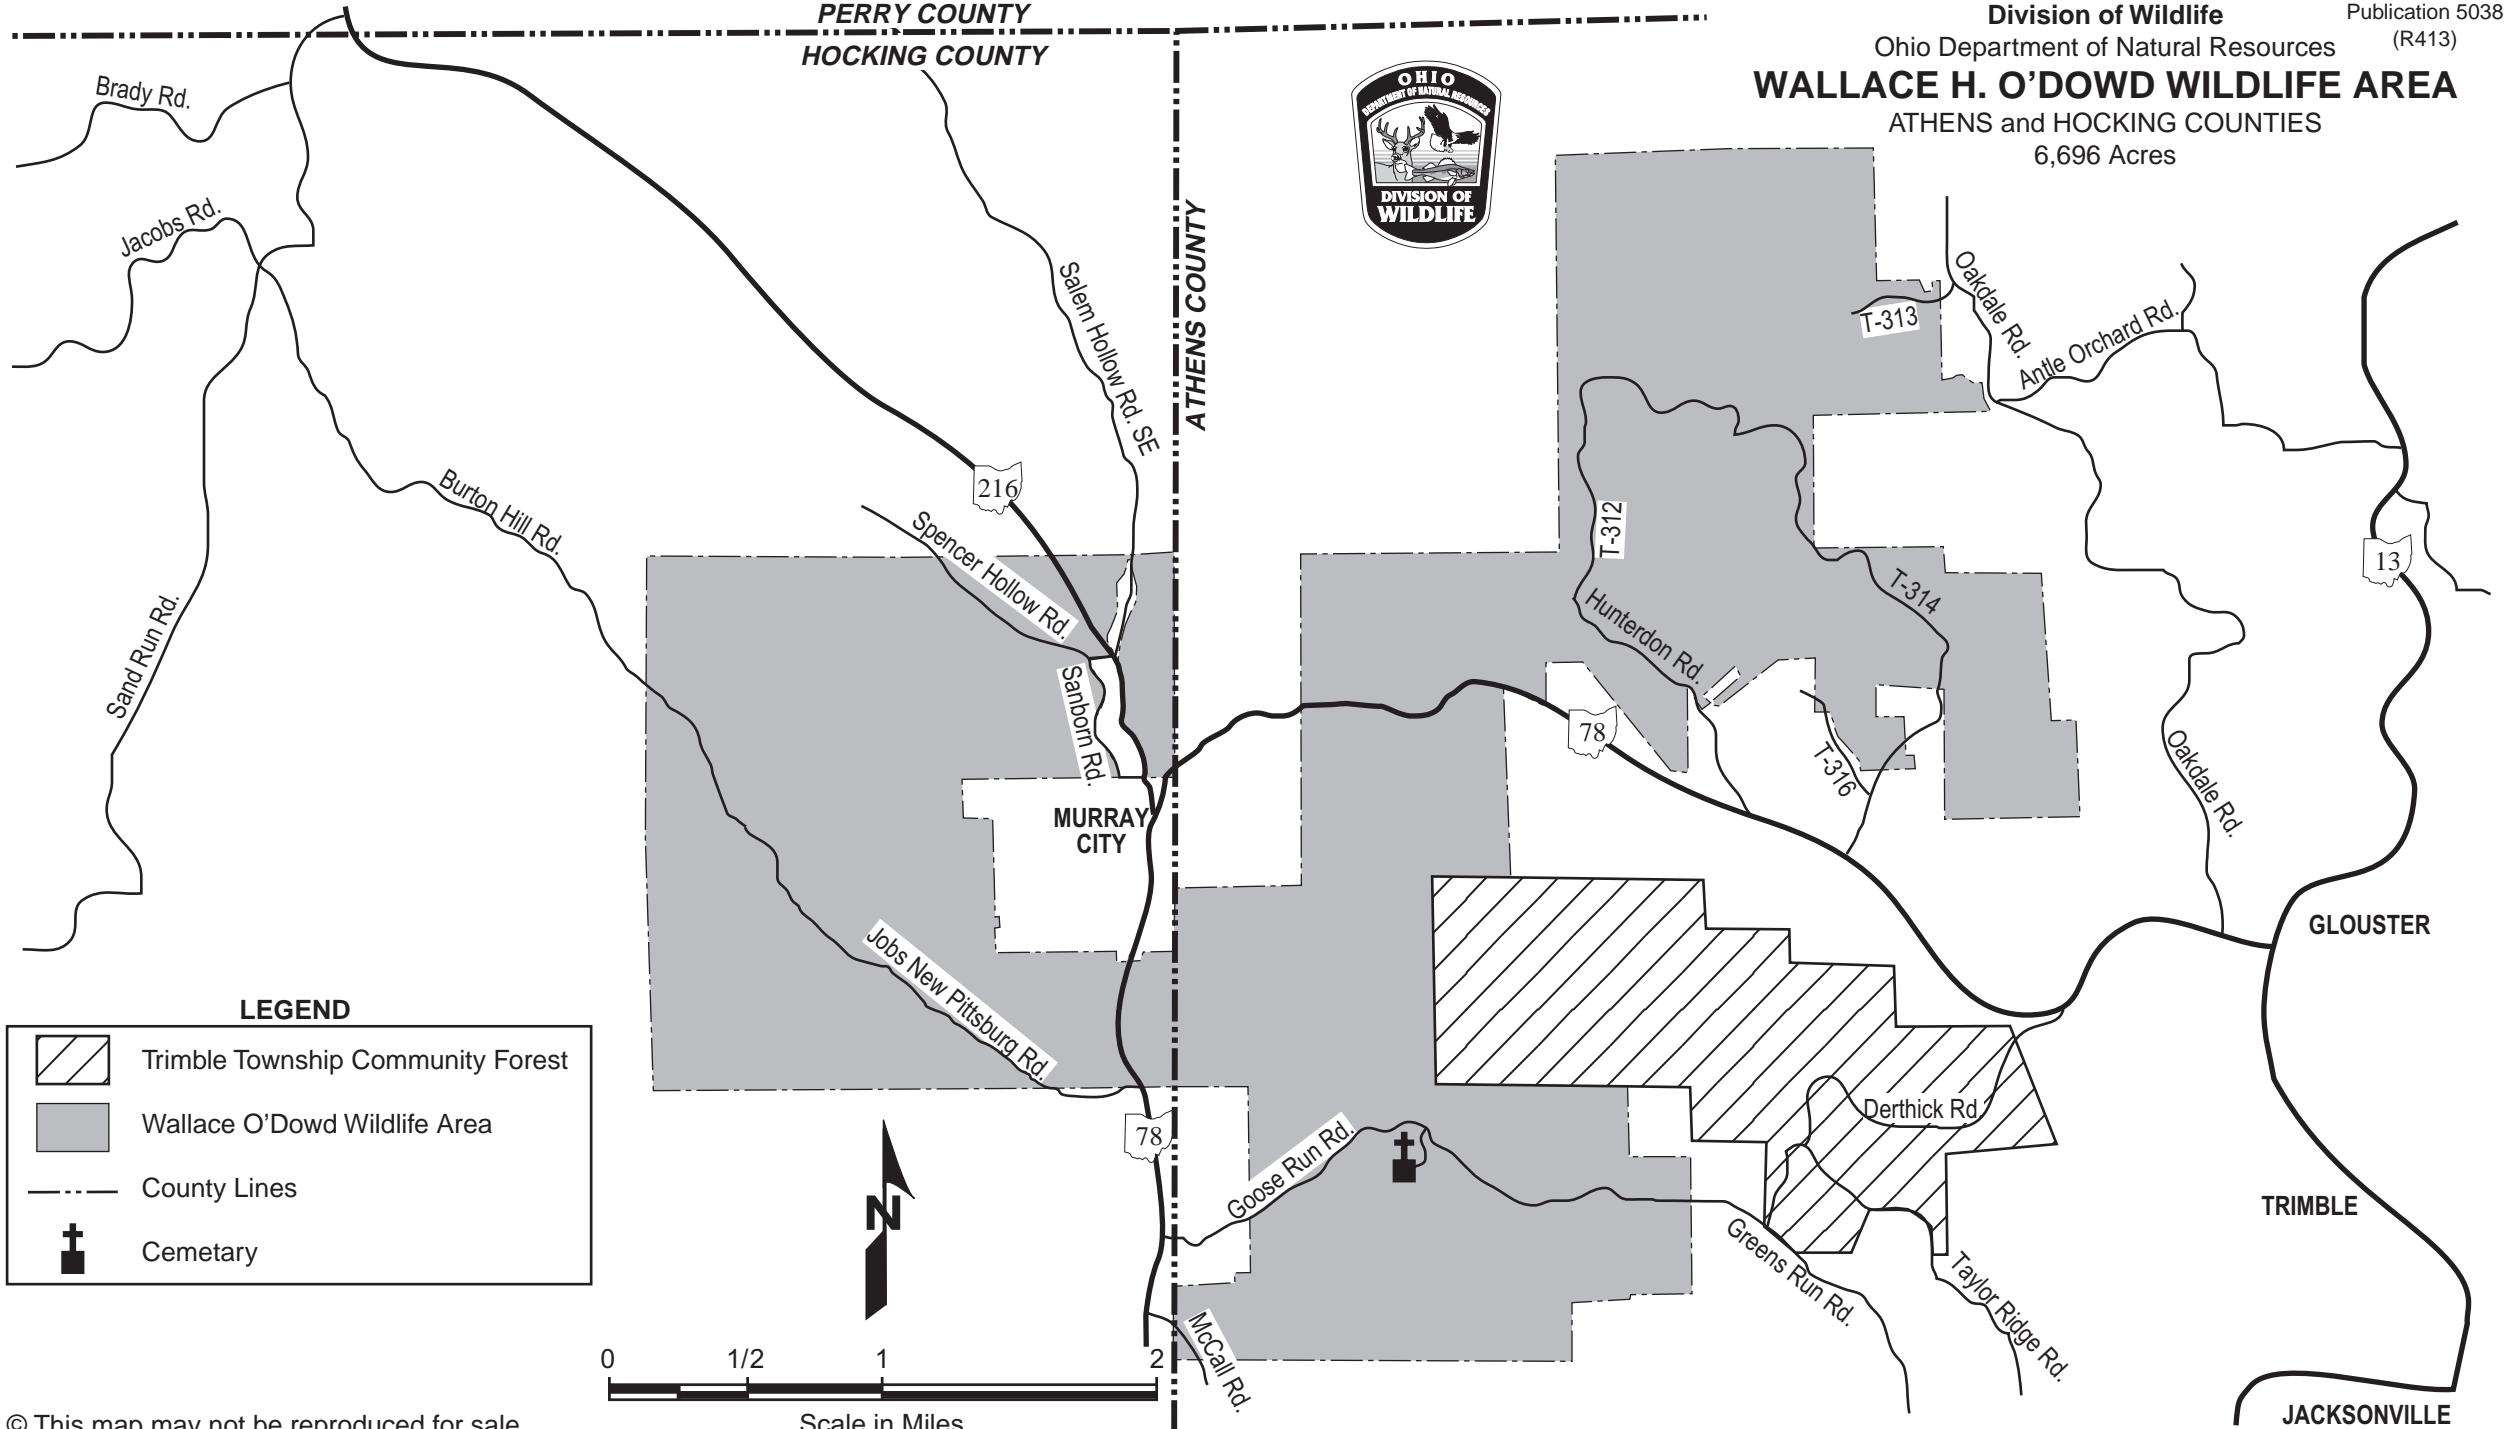 PERRY COUNTY
HOCKING COUNTY
ATHENS COUNTY
Division of Wildlife
Ohio Department of Natural Resources
WALLACE H. O'DOWD WILDLIFE AREA
ATHENS and HOCKING COUNTIES
6,696 Acres
Publication 5038
(R413)
OHIO
DEPARTMENT OF NATURAL RESOURCES
DIVISION OF
WILDLIFE
Brady Rd.
Jacobs Rd.
Salem Hollow Rd. SE
Oakdale Rd.
T-313
Antle Orchard Rd.
216
Burton Hill Rd.
Spencer Hollow Rd.
T-312
13
T-314
Hunterdon Rd.
Sand Run Rd.
Sanborn Rd.
78
T-316
Oakdale Rd.
MURRAY
CITY
GLOUSTER
Jobs New Pittsburg Rd.
Derthick Rd.
78
Goose Run Rd.
TRIMBLE
Greens Run Rd.
Taylor Ridge Rd.
McCall Rd.
JACKSONVILLE
LEGEND
Trimble Township Community Forest
Wallace O'Dowd Wildlife Area
County Lines
Cemetary
N
0 1/2 1 2
Scale in Miles
© This map may not be reproduced for sale